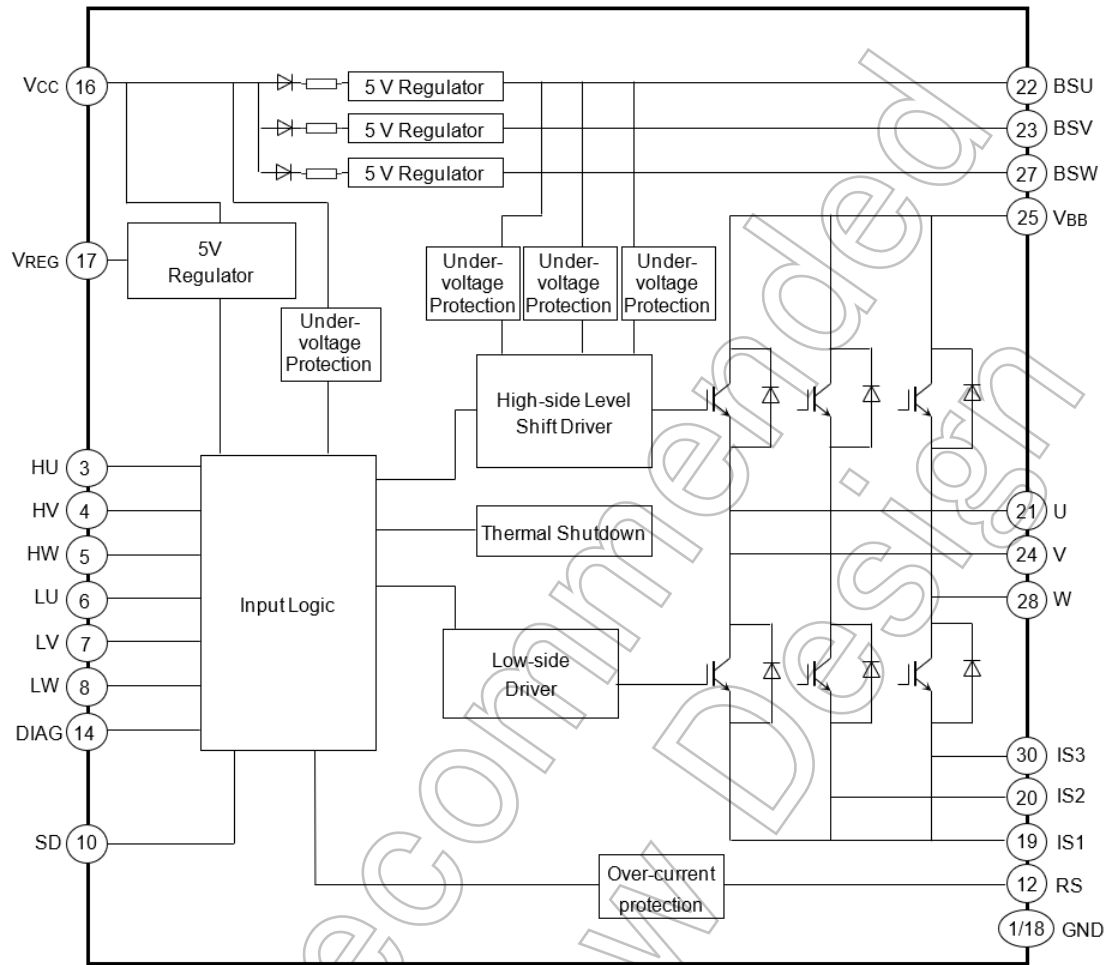 VCC 16
5 V Regulator
22 BSU
5 V Regulator
23 BSV
5 V Regulator
27 BSW
25 VBB
VREG 17
5V
Regulator
Under-
voltage
Protection
Under-
voltage
Protection
Under-
voltage
Protection
Under-
voltage
Protection
High-side Level
Shift Driver
HU 3
HV 4
HW 5
LU 6
LV 7
LW 8
DIAG 14
SD 10
Input Logic
Thermal Shutdown
Low-side
Driver
21 U
24 V
28 W
30 IS3
20 IS2
19 IS1
Over-current
protection
12 RS
1/18 GND
ecommended
w Design